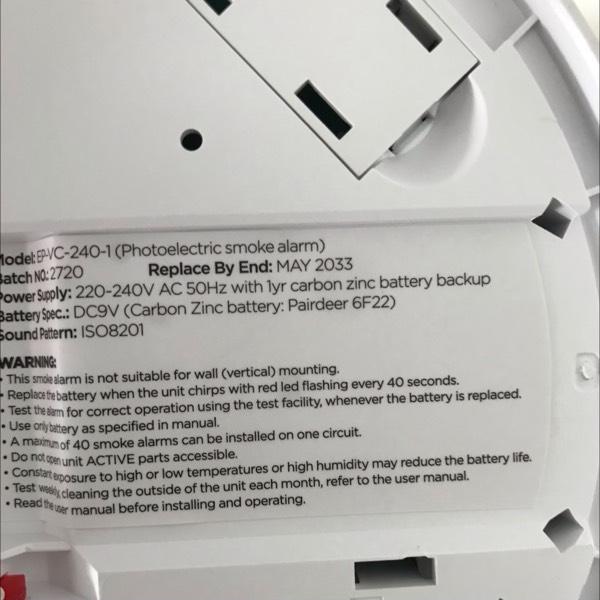 Model: EP-VC-240-1 (Photoelectric smoke alarm)
Batch NO: 2720 Replace By End: MAY 2033
Power Supply: 220-240V AC 50Hz with 1yr carbon zinc battery backup
Battery Spec.: DC9V (Carbon Zinc battery: Pairdeer 6F22)
Sound Pattern: ISO8201
WARNING:
• This smoke alarm is not suitable for wall (vertical) mounting.
• Replace the battery when the unit chirps with red led flashing every 40 seconds.
• Test the alarm for correct operation using the test facility, whenever the battery is replaced.
• Use only battery as specified in manual.
• A maximum of 40 smoke alarms can be installed on one circuit.
• Do not open unit ACTIVE parts accessible.
• Constant exposure to high or low temperatures or high humidity may reduce the battery life.
• Test weekly, cleaning the outside of the unit each month, refer to the user manual.
• Read the user manual before installing and operating.